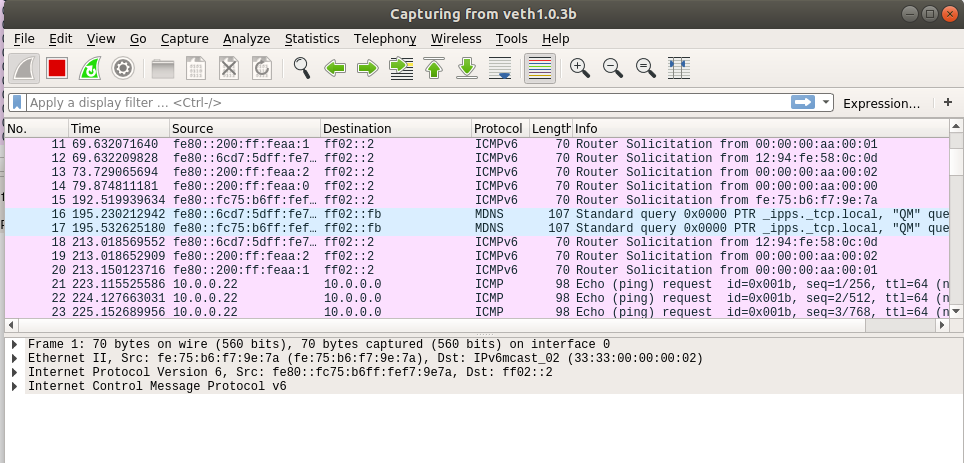 Capturing from veth1.0.3b
File Edit View Go Capture Analyze Statistics Telephony Wireless Tools Help
Apply a display filter ... <Ctrl-/> Expression... +
No. Time Source Destination Protocol Length Info
11 69.632071640 fe80::200:ff:feaa:1 ff02::2 ICMPv6 70 Router Solicitation from 00:00:00:aa:00:01
12 69.632209828 fe80::6cd7:5dff:fe7… ff02::2 ICMPv6 70 Router Solicitation from 12:94:fe:58:0c:0d
13 73.729065694 fe80::200:ff:feaa:2 ff02::2 ICMPv6 70 Router Solicitation from 00:00:00:aa:00:02
14 79.874811181 fe80::200:ff:feaa:0 ff02::2 ICMPv6 70 Router Solicitation from 00:00:00:aa:00:00
15 192.519939634 fe80::fc75:b6ff:fef… ff02::2 ICMPv6 70 Router Solicitation from fe:75:b6:f7:9e:7a
16 195.230212942 fe80::6cd7:5dff:fe7… ff02::fb MDNS 107 Standard query 0x0000 PTR _ipps._tcp.local, "QM" que
17 195.532625180 fe80::fc75:b6ff:fef… ff02::fb MDNS 107 Standard query 0x0000 PTR _ipps._tcp.local, "QM" que
18 213.018569552 fe80::6cd7:5dff:fe7… ff02::2 ICMPv6 70 Router Solicitation from 12:94:fe:58:0c:0d
19 213.018652909 fe80::200:ff:feaa:2 ff02::2 ICMPv6 70 Router Solicitation from 00:00:00:aa:00:02
20 213.150123716 fe80::200:ff:feaa:1 ff02::2 ICMPv6 70 Router Solicitation from 00:00:00:aa:00:01
21 223.115525586 10.0.0.22 10.0.0.0 ICMP 98 Echo (ping) request id=0x001b, seq=1/256, ttl=64 (n
22 224.127663031 10.0.0.22 10.0.0.0 ICMP 98 Echo (ping) request id=0x001b, seq=2/512, ttl=64 (n
23 225.152689956 10.0.0.22 10.0.0.0 ICMP 98 Echo (ping) request id=0x001b, seq=3/768, ttl=64 (n
Frame 1: 70 bytes on wire (560 bits), 70 bytes captured (560 bits) on interface 0
Ethernet II, Src: fe:75:b6:f7:9e:7a (fe:75:b6:f7:9e:7a), Dst: IPv6mcast_02 (33:33:00:00:00:02)
Internet Protocol Version 6, Src: fe80::fc75:b6ff:fef7:9e7a, Dst: ff02::2
Internet Control Message Protocol v6